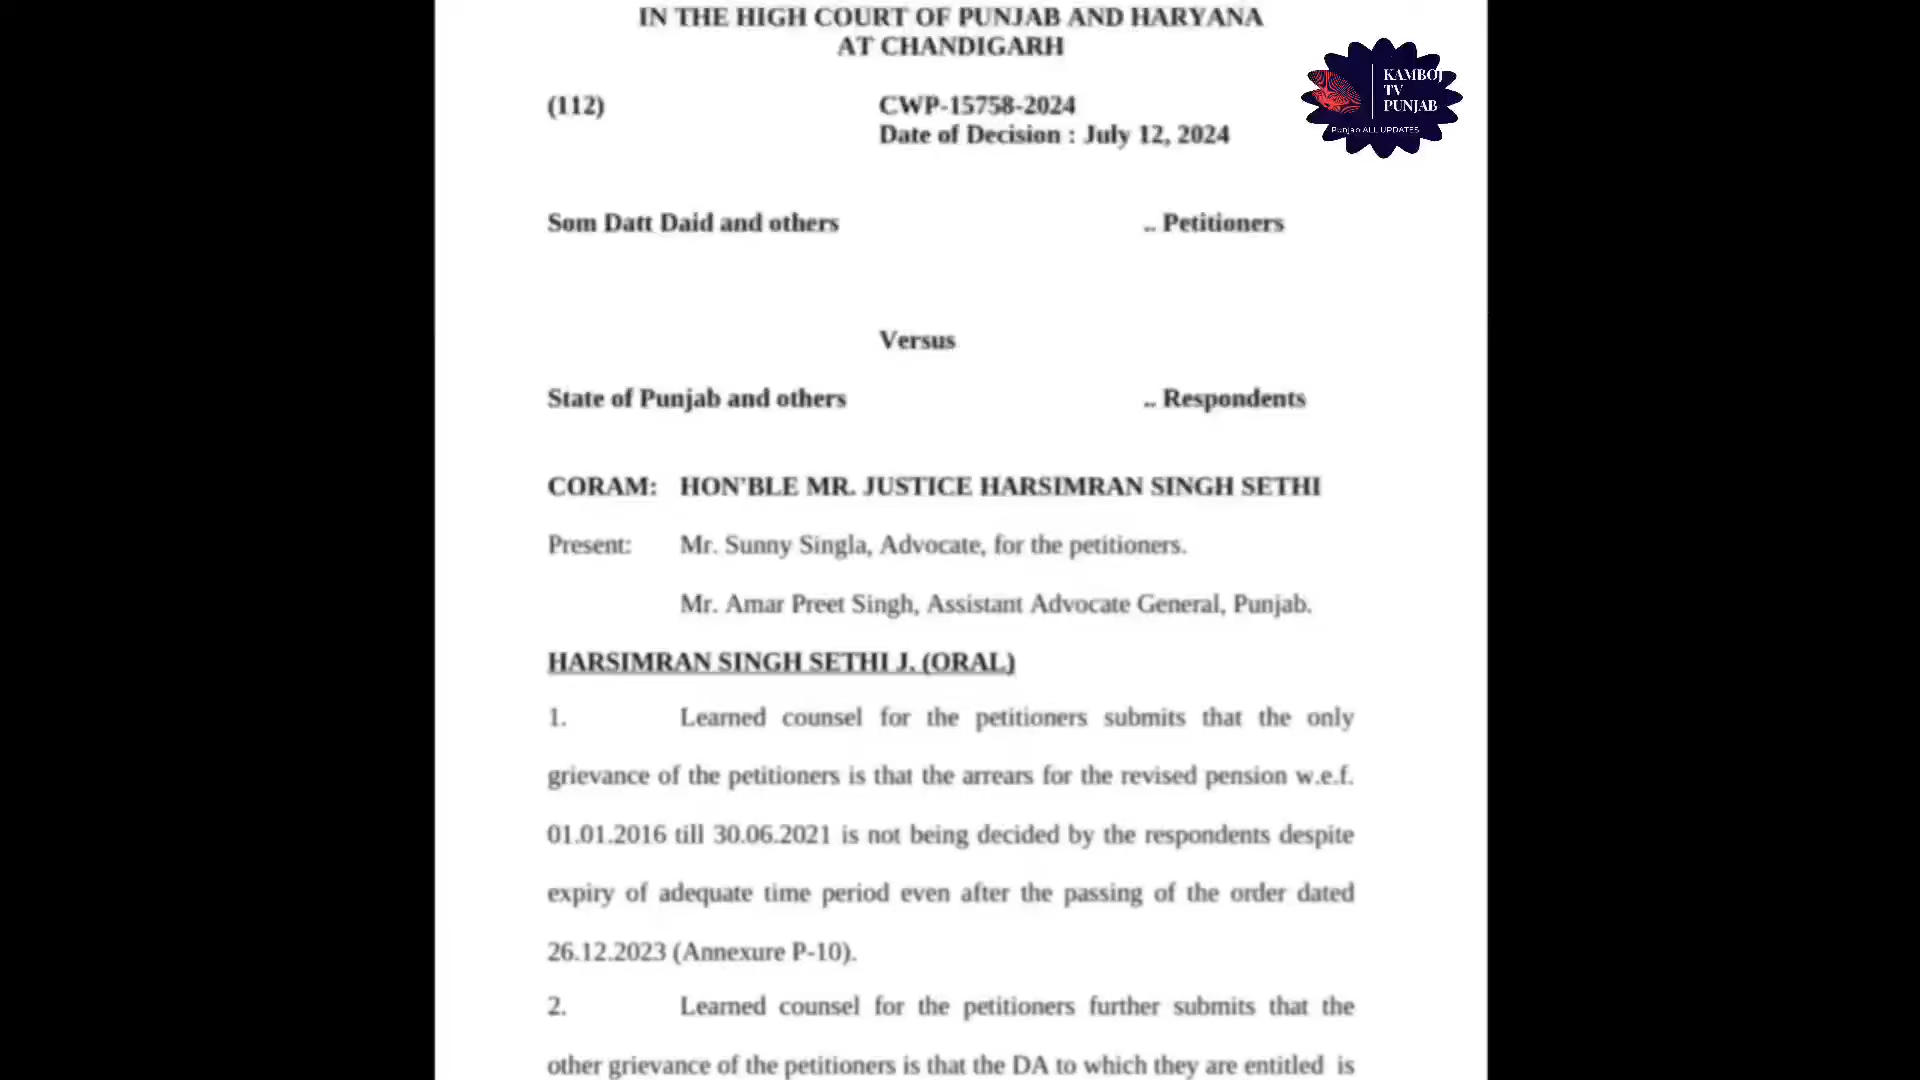 IN THE HIGH COURT OF PUNJAB AND HARYANA
AT CHANDIGARH
(112) CWP-15758-2024
Date of Decision : July 12, 2024
Som Datt Daid and others .. Petitioners
Versus
State of Punjab and others .. Respondents
CORAM: HON'BLE MR. JUSTICE HARSIMRAN SINGH SETHI
Present: Mr. Sunny Singla, Advocate, for the petitioners.
Mr. Amar Preet Singh, Assistant Advocate General, Punjab.
HARSIMRAN SINGH SETHI J. (ORAL)
1. Learned counsel for the petitioners submits that the only
grievance of the petitioners is that the arrears for the revised pension w.e.f.
01.01.2016 till 30.06.2021 is not being decided by the respondents despite
expiry of adequate time period even after the passing of the order dated
26.12.2023 (Annexure P-10).
2. Learned counsel for the petitioners further submits that the
other grievance of the petitioners is that the DA to which they are entitled is
KAMBOJ
TV
PUNJAB
Punjab ALL UPDATES